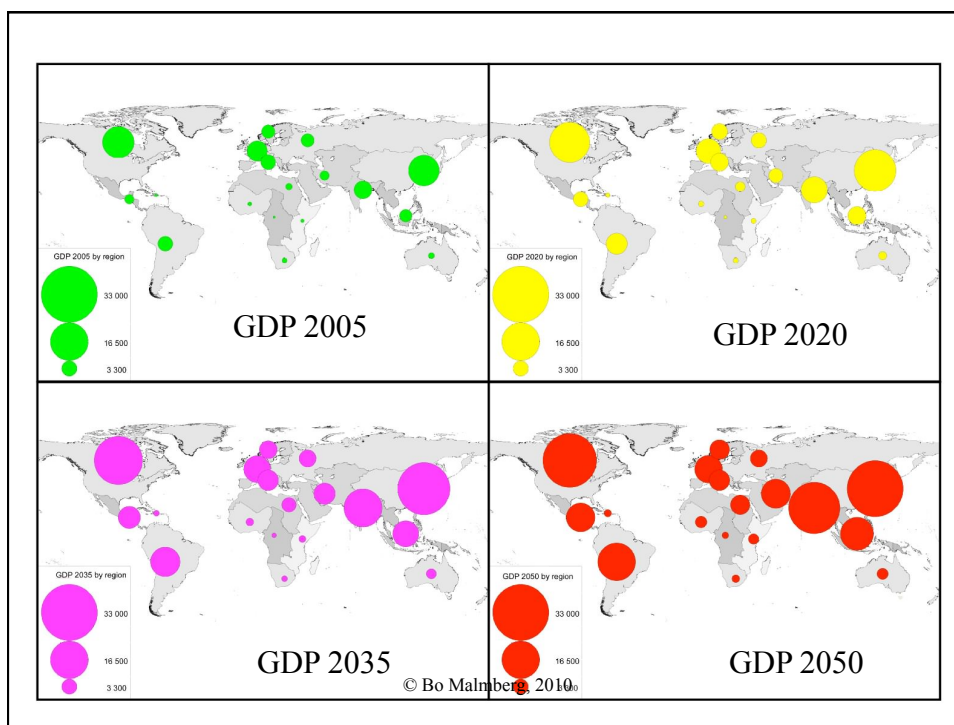 GDP 2005 by region
33 000
16 500
3 300
GDP 2005
GDP 2020 by region
33 000
16 500
3 300
GDP 2020
GDP 2035 by region
33 000
16 500
3 300
GDP 2035
GDP 2050 by region
33 000
16 500
3 300
GDP 2050
© Bo Malmberg, 2010